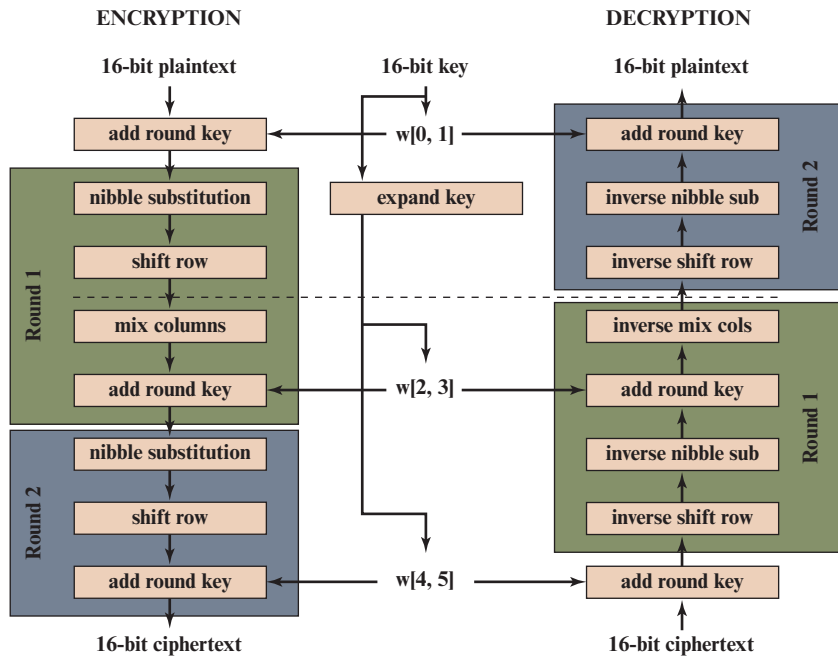 ENCRYPTION
DECRYPTION
16-bit plaintext
16-bit key
16-bit plaintext
add round key
w[0, 1]
add round key
nibble substitution
expand key
inverse nibble sub
Round 2
shift row
inverse shift row
Round 1
mix columns
inverse mix cols
add round key
w[2, 3]
add round key
Round 1
nibble substitution
inverse nibble sub
Round 2
shift row
inverse shift row
add round key
w[4, 5]
add round key
16-bit ciphertext
16-bit ciphertext